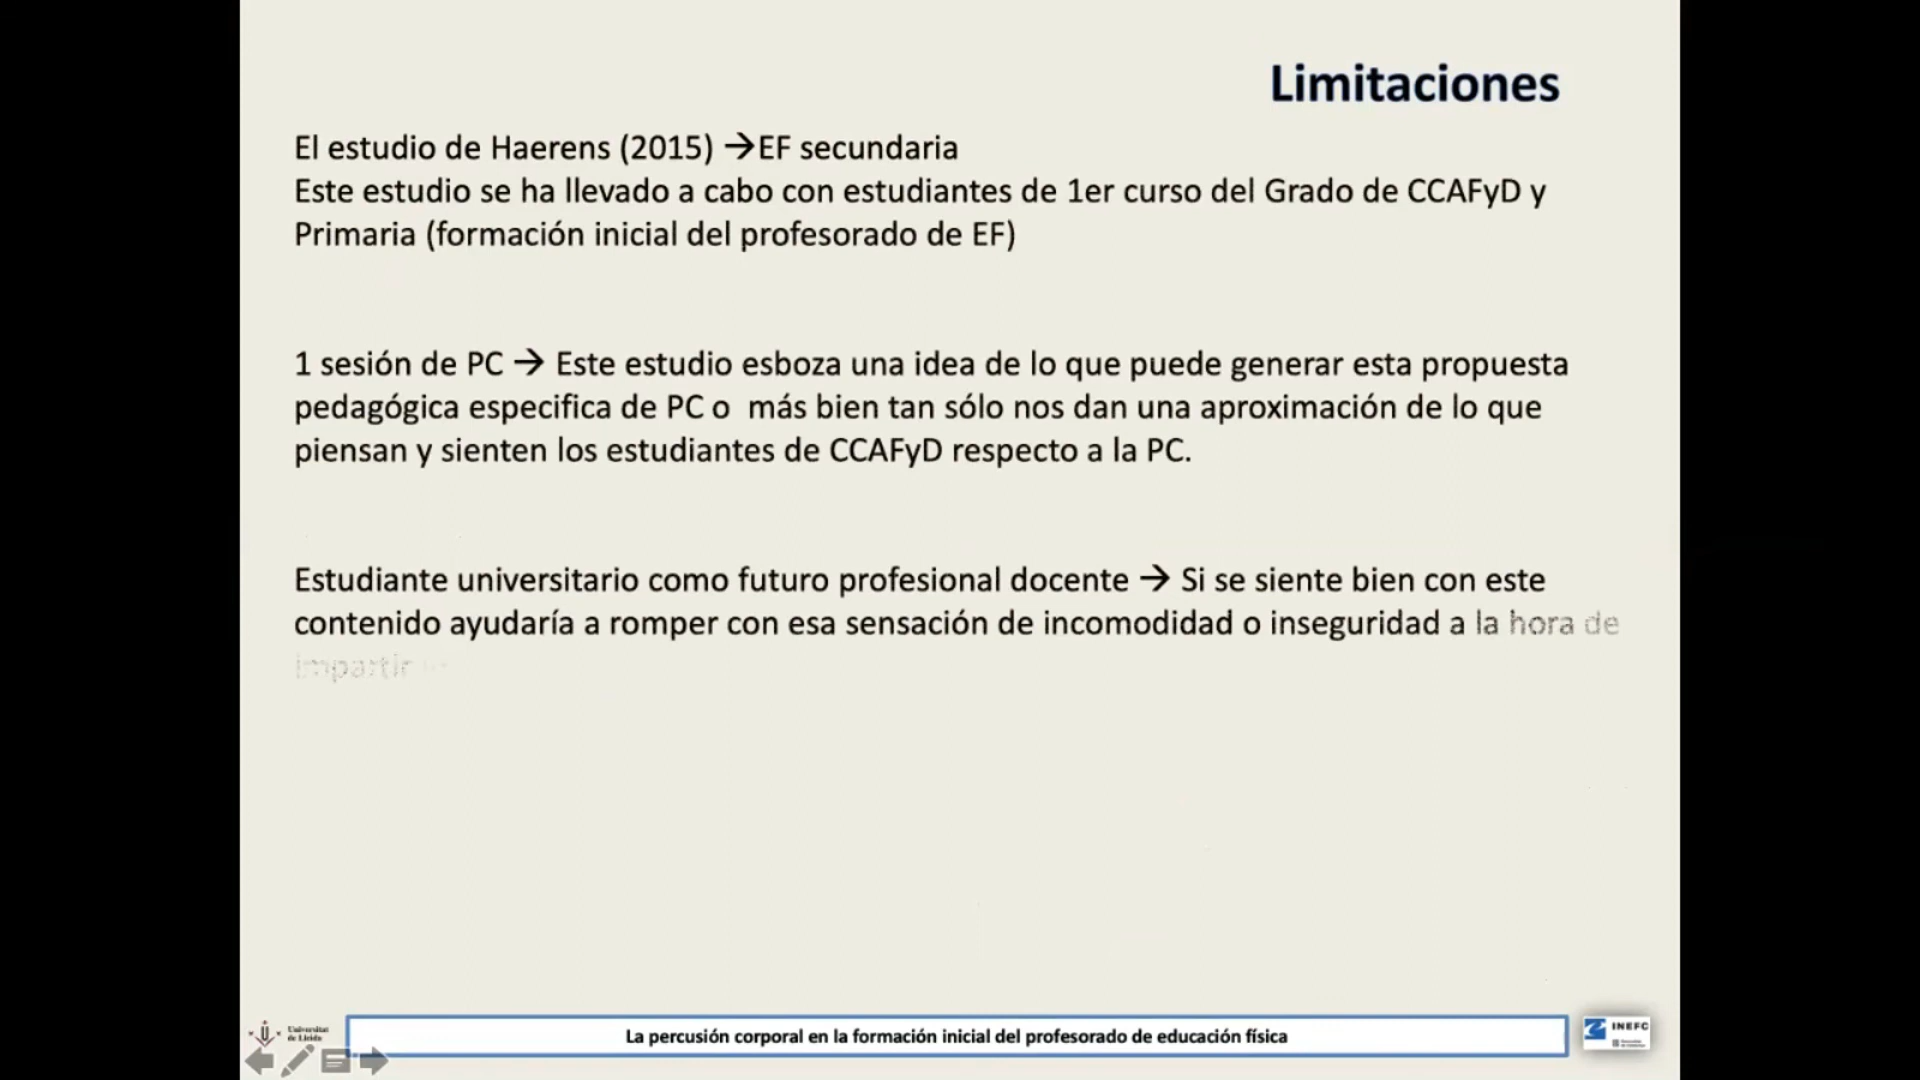 Limitaciones
El estudio de Haerens (2015) →EF secundaria
Este estudio se ha llevado a cabo con estudiantes de 1er curso del Grado de CCAFyD y
Primaria (formación inicial del profesorado de EF)
1 sesión de PC → Este estudio esboza una idea de lo que puede generar esta propuesta
pedagógica especifica de PC o  más bien tan sólo nos dan una aproximación de lo que
piensan y sienten los estudiantes de CCAFyD respecto a la PC.
Estudiante universitario como futuro profesional docente → Si se siente bien con este
contenido ayudaría a romper con esa sensación de incomodidad o inseguridad a la hora de
impartir
Universitat
de Lleida
La percusión corporal en la formación inicial del profesorado de educación física
INEFC